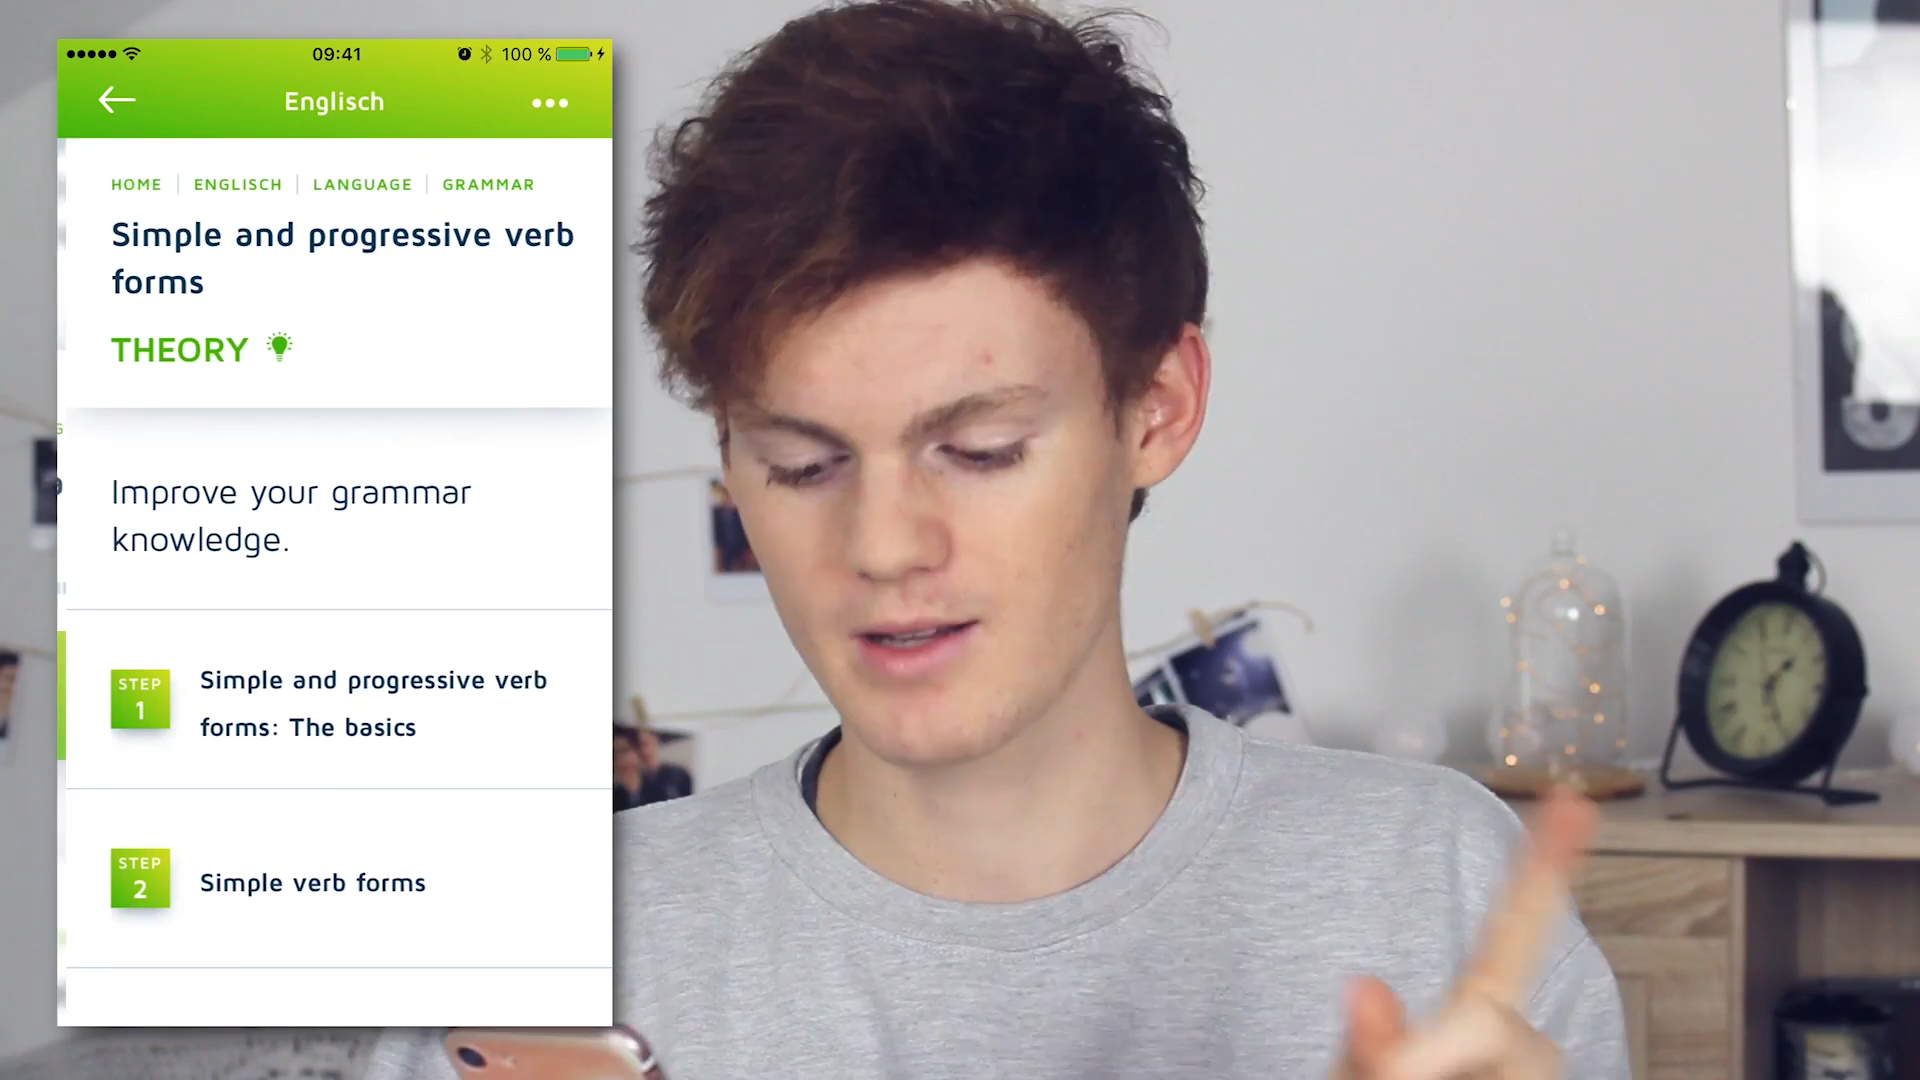 09:41
100 %
Englisch
HOME ENGLISCH LANGUAGE GRAMMAR
Simple and progressive verb
forms
THEORY
Improve your grammar
knowledge.
STEP
1
Simple and progressive verb
forms: The basics
STEP
2
Simple verb forms